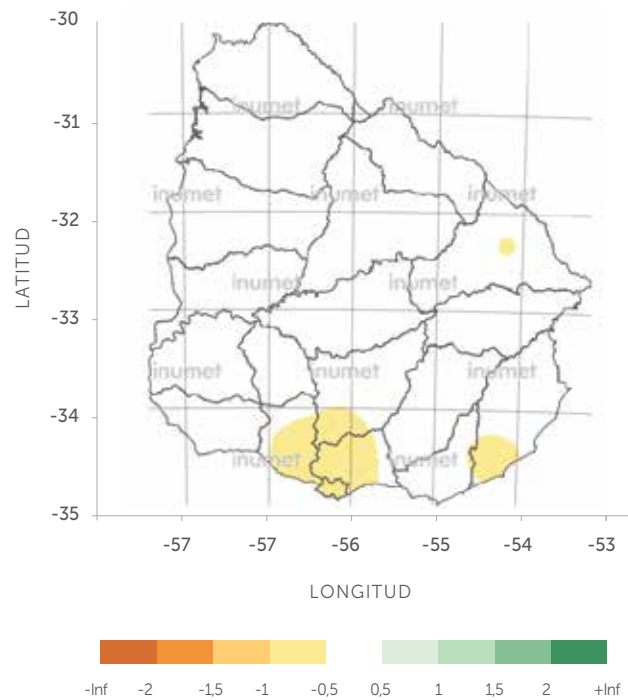 -30
inumet inumet
-31
inumet inumet inumet
-32
LATITUD
inumet inumet
-33
inumet inumet inumet
-34
inumet inumet
-35
-57 -57 -56 -55 -54 -53
LONGITUD
-Inf -2 -1,5 -1 -0,5 0,5 1 1,5 2 +Inf